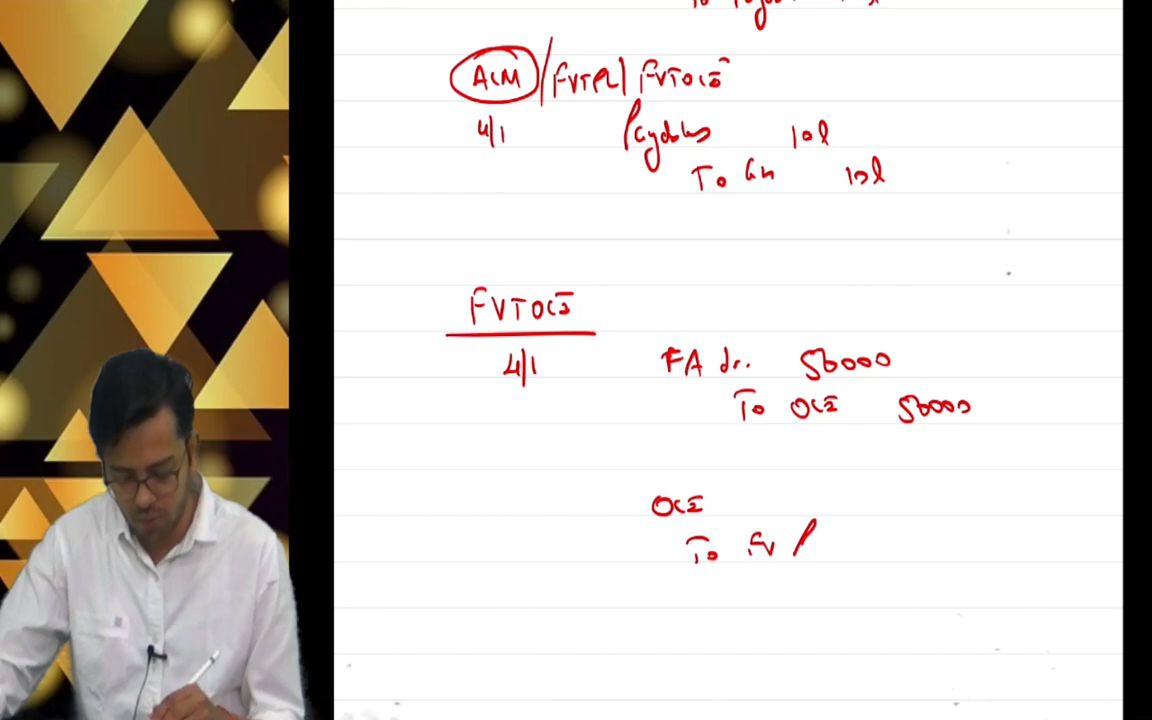 ACM / FVTPL / FVTOCI
4/1 Payables 10l
To 10l
FVTOCI
4/1 FA dr. 50000
To OCI 50000
OCI
To FV